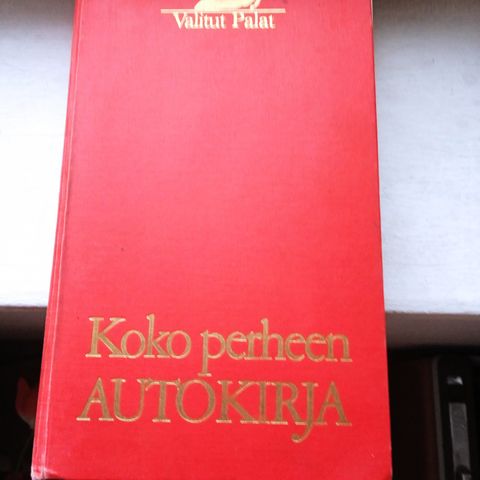 Valitut Palat
Koko perheen
AUTOKIRJA